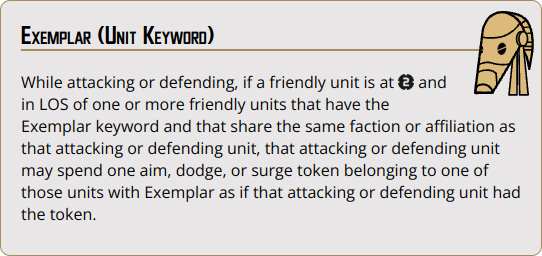 Exemplar (Unit Keyword)
While attacking or defending, if a friendly unit is at 2 and
in LOS of one or more friendly units that have the
Exemplar keyword and that share the same faction or affiliation as
that attacking or defending unit, that attacking or defending unit
may spend one aim, dodge, or surge token belonging to one of
those units with Exemplar as if that attacking or defending unit had
the token.